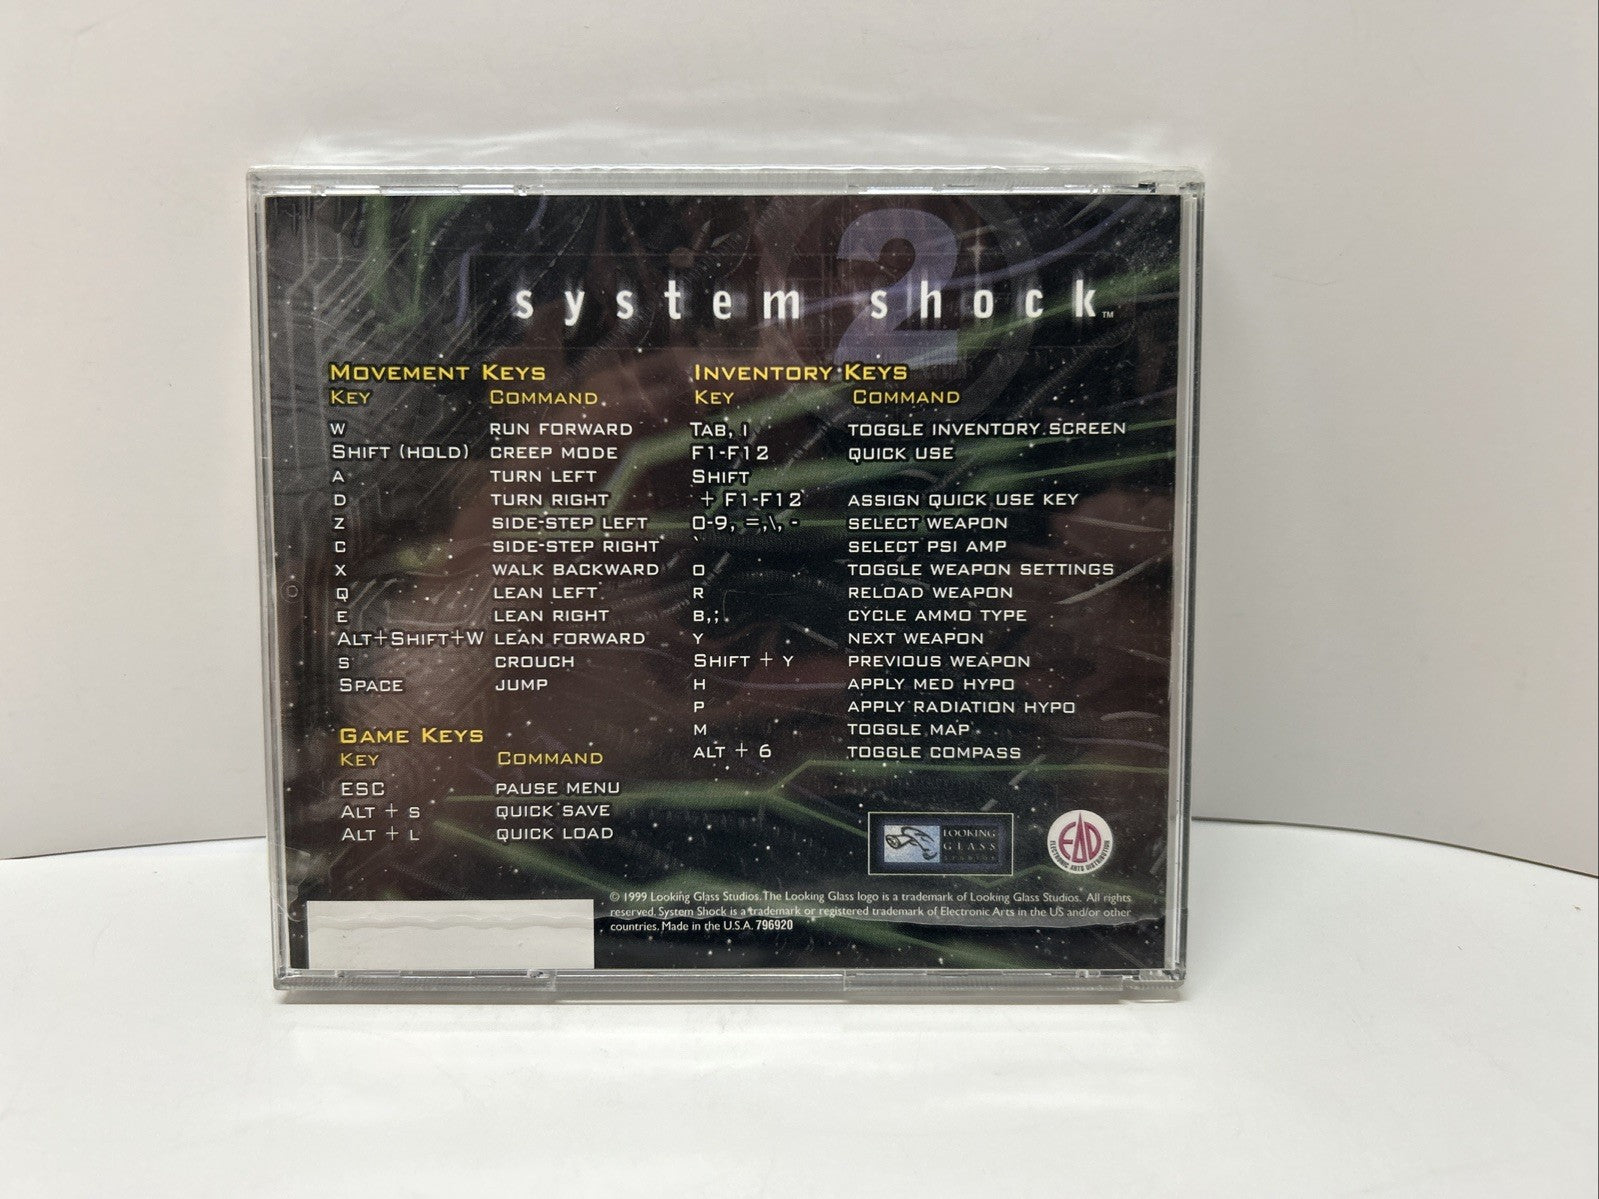 2
system shock™
MOVEMENT KEYS
KEY COMMAND
W RUN FORWARD
SHIFT (HOLD) CREEP MODE
A TURN LEFT
D TURN RIGHT
Z SIDE-STEP LEFT
C SIDE-STEP RIGHT
X WALK BACKWARD
Q LEAN LEFT
E LEAN RIGHT
ALT+SHIFT+W LEAN FORWARD
S CROUCH
SPACE JUMP
GAME KEYS
KEY COMMAND
ESC PAUSE MENU
ALT + S QUICK SAVE
ALT + L QUICK LOAD
INVENTORY KEYS
KEY COMMAND
TAB, I TOGGLE INVENTORY SCREEN
F1-F12 QUICK USE
SHIFT
+ F1-F12 ASSIGN QUICK USE KEY
0-9, =,\, - SELECT WEAPON
` SELECT PSI AMP
O TOGGLE WEAPON SETTINGS
R RELOAD WEAPON
B,;. CYCLE AMMO TYPE
Y NEXT WEAPON
SHIFT + Y PREVIOUS WEAPON
H APPLY MED HYPO
P APPLY RADIATION HYPO
M TOGGLE MAP
ALT + 6 TOGGLE COMPASS
LOOKING
GLASS
STUDIOS
EAD
ELECTRONIC ARTS DISTRIBUTION
© 1999 Looking Glass Studios. The Looking Glass logo is a trademark of Looking Glass Studios. All rights
reserved. System Shock is a trademark or registered trademark of Electronic Arts in the US and/or other
countries. Made in the U.S.A. 796920